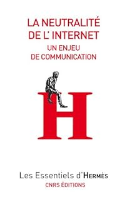 LA NEUTRALITÉ
DE L'INTERNET
UN ENJEU
DE COMMUNICATION
H
Les Essentiels d'HERMÈS
CNRS ÉDITIONS